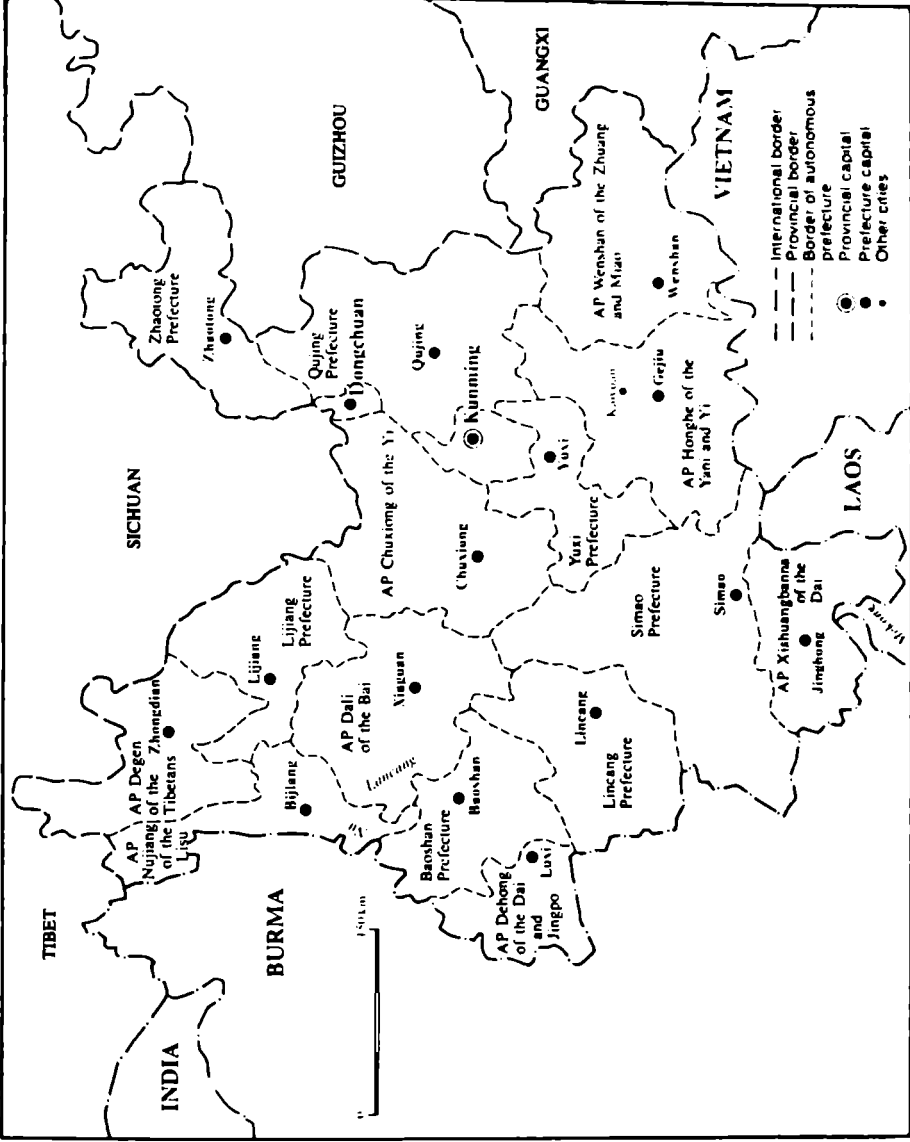 TIBET
INDIA
BURMA
SICHUAN
GUIZHOU
GUANGXI
VIETNAM
LAOS
AP
Nujiang
of the
Lisu
AP Degen
of the
Tibetans
Zhongdian
Lijiang
Lijiang
Prefecture
Bijiang
AP Dali
of the Bai
Xiaguan
Lancang
Baoshan
Prefecture
Baoshan
AP Dehong
of the Dai
and
Jingpo
Luxi
Lincang
Lincang
Prefecture
Zhaotong
Prefecture
Zhaotong
Qujing
Prefecture
Dongchuan
Qujing
AP Chuxiong of the Yi
Chuxiong
Kunming
Yuxi
Yuxi
Prefecture
AP Wenshan of the Zhuang
and Miao
Wenshan
Gejiu
AP Honghe of the
Yani and Yi
Simao
Prefecture
Simao
AP Xishuangbanna
of the
Dai
Jinghong
0
150 km
International border
Provincial border
Border of autonomous
prefecture
Provincial capital
Prefecture capital
Other cities